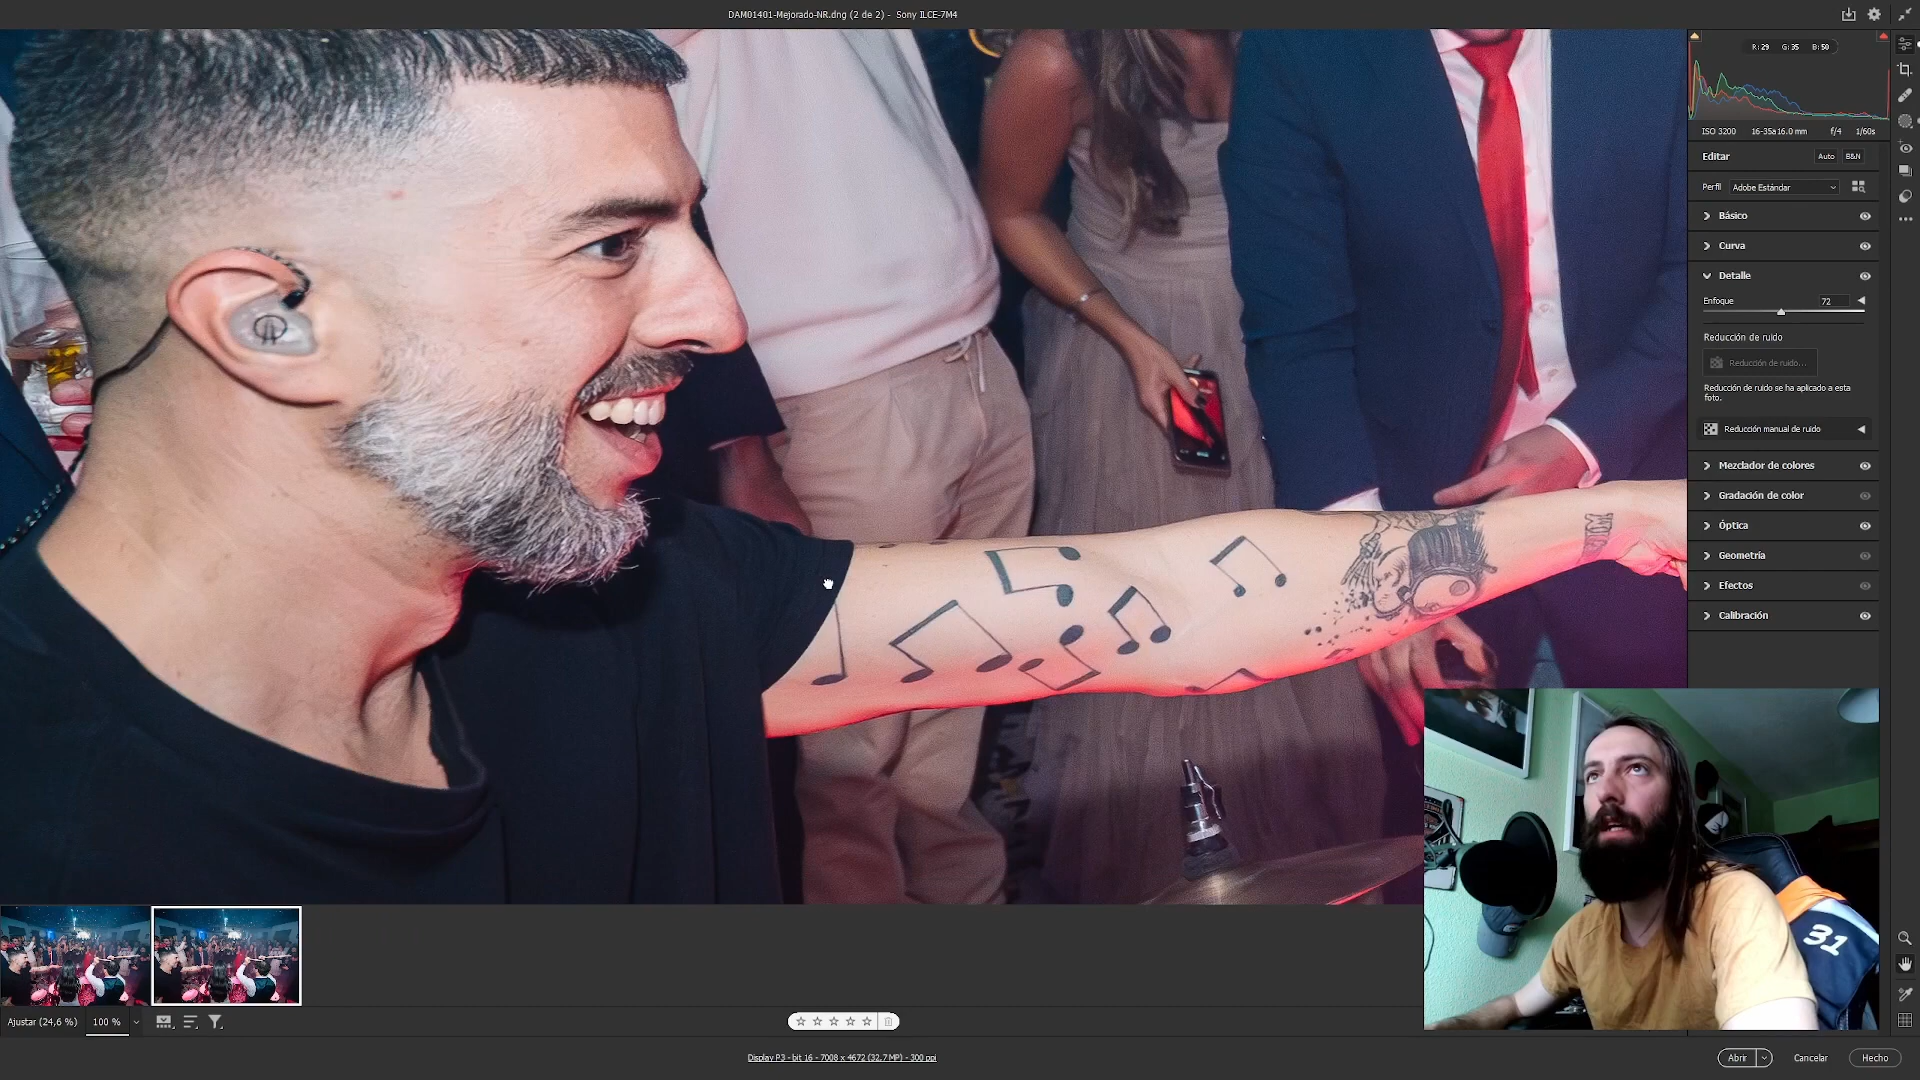 DAM01401-Mejorado-NR.dng (2 de 2) - Sony ILCE-7M4
R: 29 G: 35 B: 50
ISO 3200 16-35a16.0 mm f/4 1/60s
Editar Auto B&N
Perfil Adobe Estándar
Básico
Curva
Detalle
Enfoque 72
Reducción de ruido
Reducción de ruido...
Reducción de ruido se ha aplicado a esta
foto.
Reducción manual de ruido
Mezclador de colores
Gradación de color
Óptica
Geometría
Efectos
Calibración
31
Ajustar (24,6 %) 100 %
Display P3 - bit 16 - 7008 x 4672 (32,7 MP) - 300 ppi
Abrir Cancelar Hecho